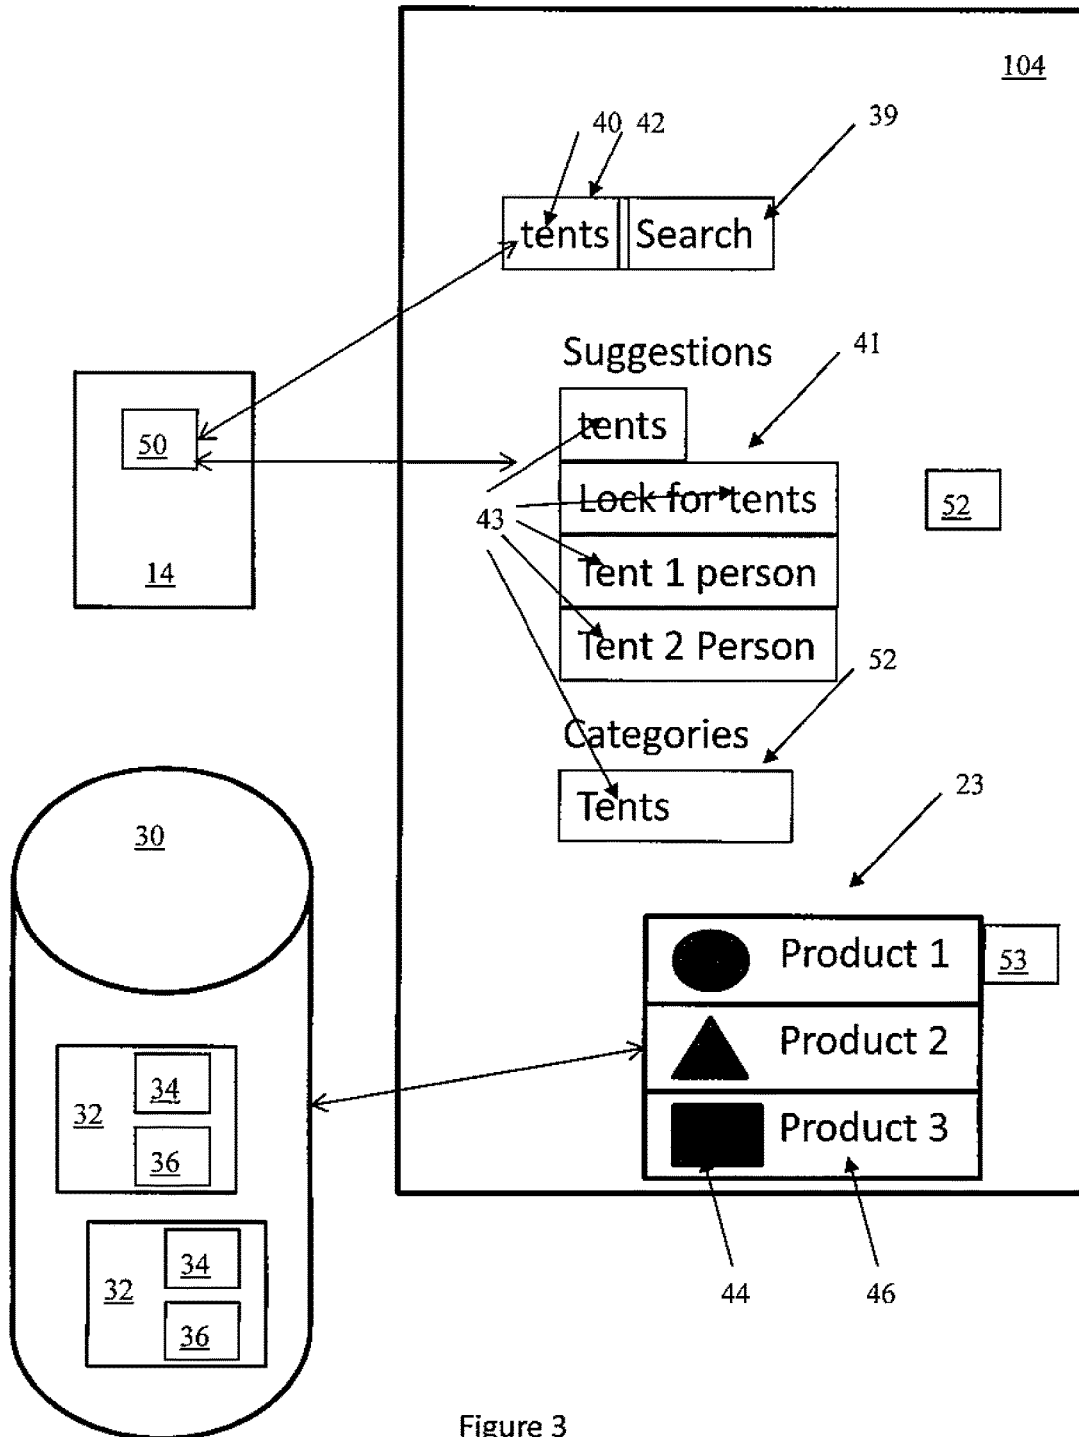 104
40 42 39
tents Search
Suggestions
41
tents
50
Lock for tents
52
43
14
Tent 1 person
Tent 2 Person
52
Categories
Tents
23
30
Product 1
53
Product 2
34
32
Product 3
36
34
32
44 46
36
Figure 3